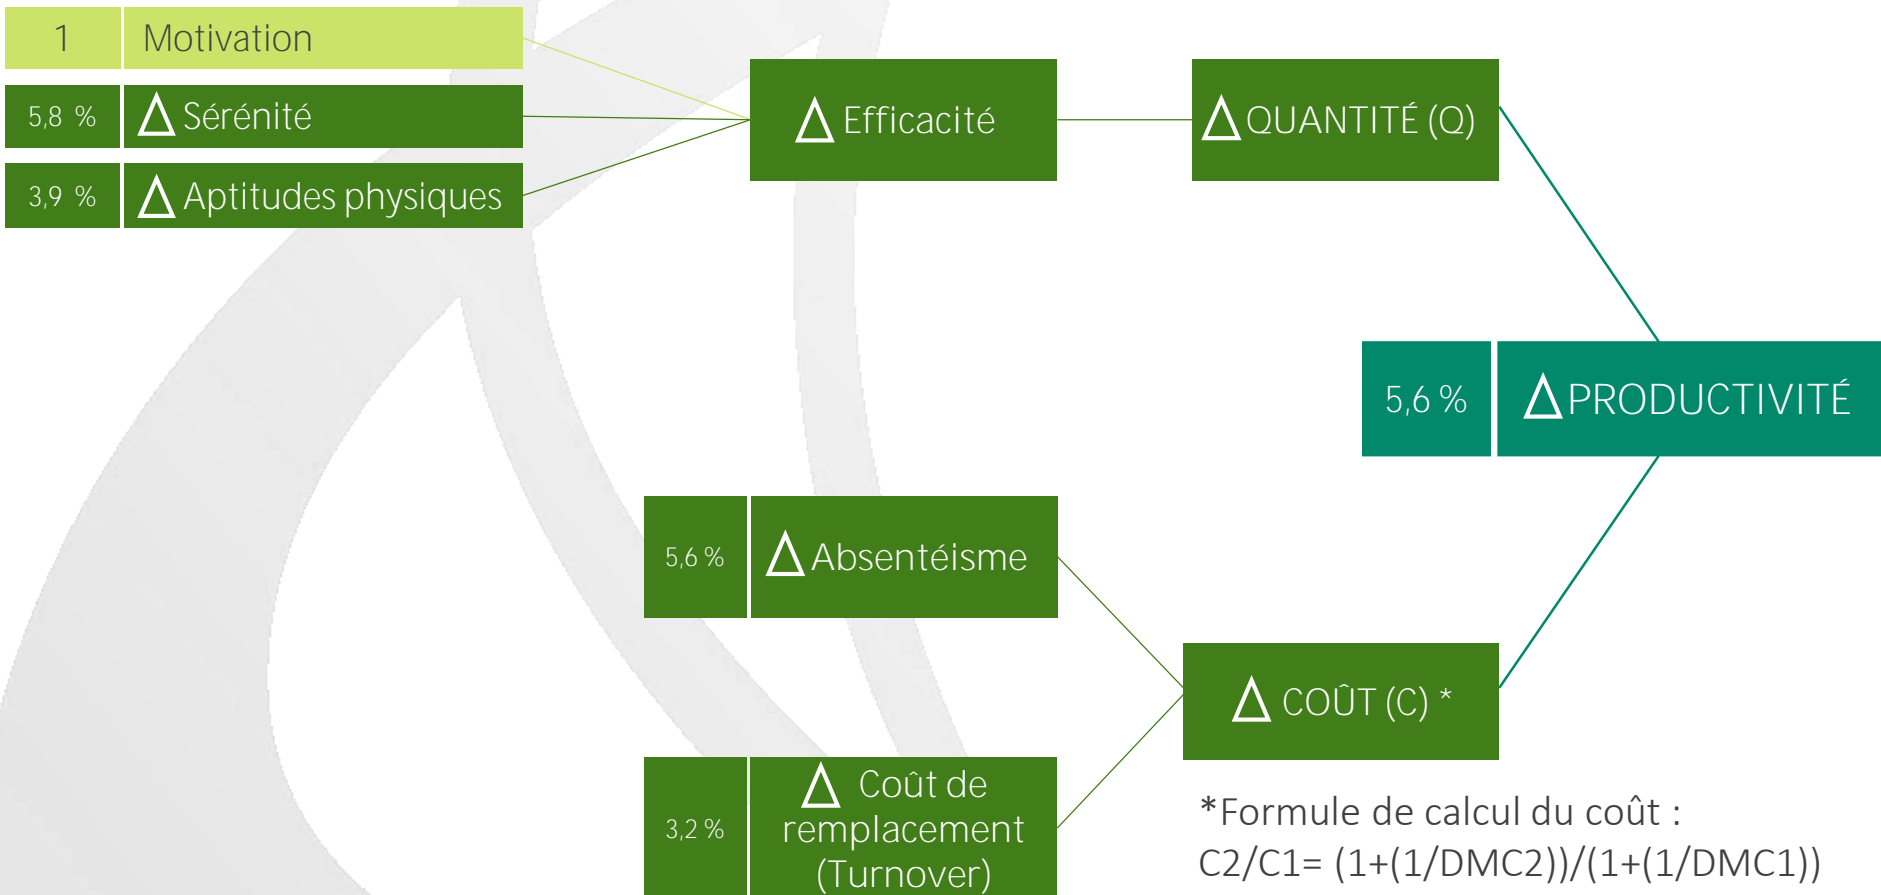 1 Motivation
5,8 % Δ Sérénité
3,9 % Δ Aptitudes physiques
Δ Efficacité
Δ QUANTITÉ (Q)
5,6 % Δ PRODUCTIVITÉ
5,6 % Δ Absentéisme
Δ COÛT (C) *
3,2 % Δ Coût de
remplacement
(Turnover)
*Formule de calcul du coût :
C2/C1= (1+(1/DMC2))/(1+(1/DMC1))